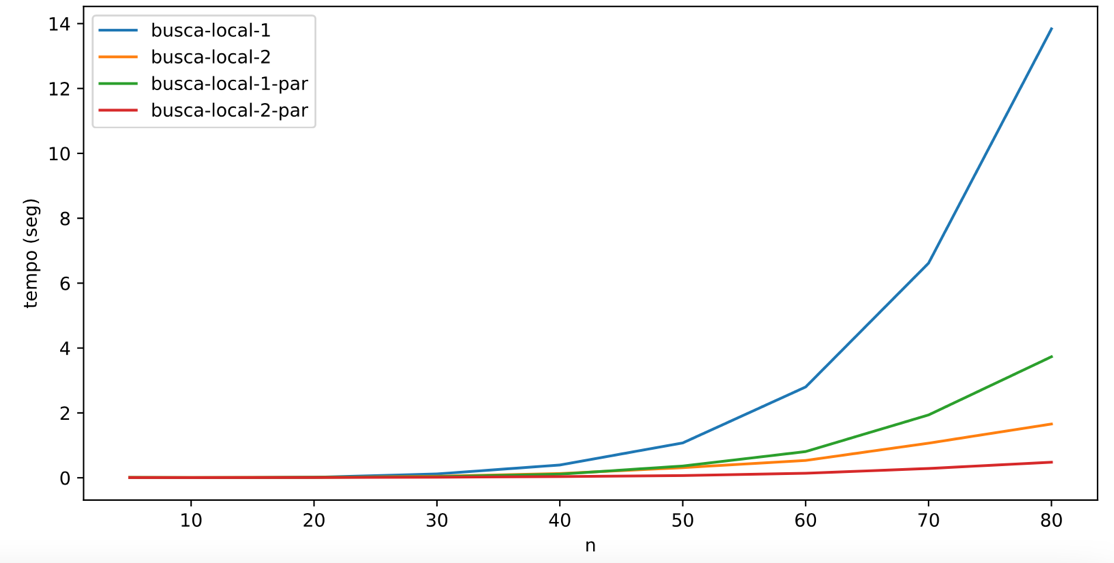 busca-local-1
busca-local-2
busca-local-1-par
busca-local-2-par
14
12
10
8
6
4
2
0
tempo (seg)
10 20 30 40 50 60 70 80
n